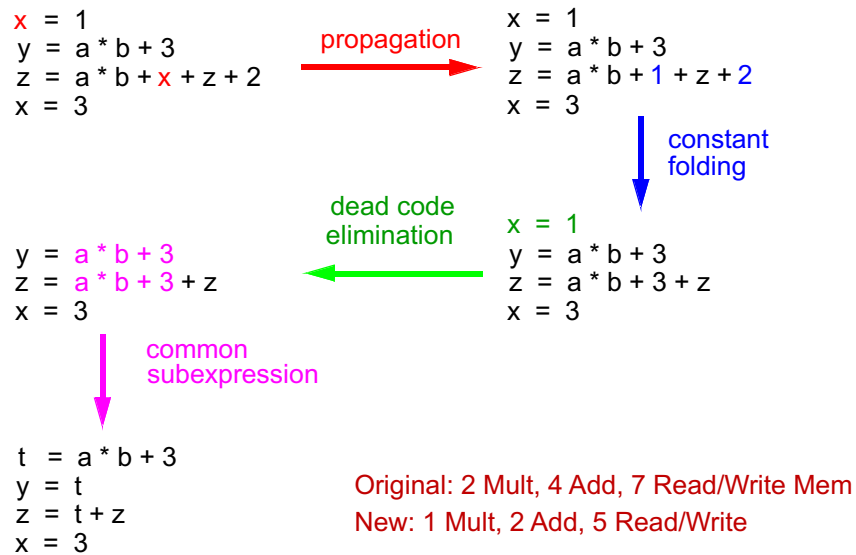 x = 1
y = a * b + 3
z = a * b + x + z + 2
x = 3
propagation
x = 1
y = a * b + 3
z = a * b + 1 + z + 2
x = 3
constant
folding
x = 1
y = a * b + 3
z = a * b + 3 + z
x = 3
dead code
elimination
y = a * b + 3
z = a * b + 3 + z
x = 3
common
subexpression
t = a * b + 3
y = t
z = t + z
x = 3
Original: 2 Mult, 4 Add, 7 Read/Write Mem
New: 1 Mult, 2 Add, 5 Read/Write